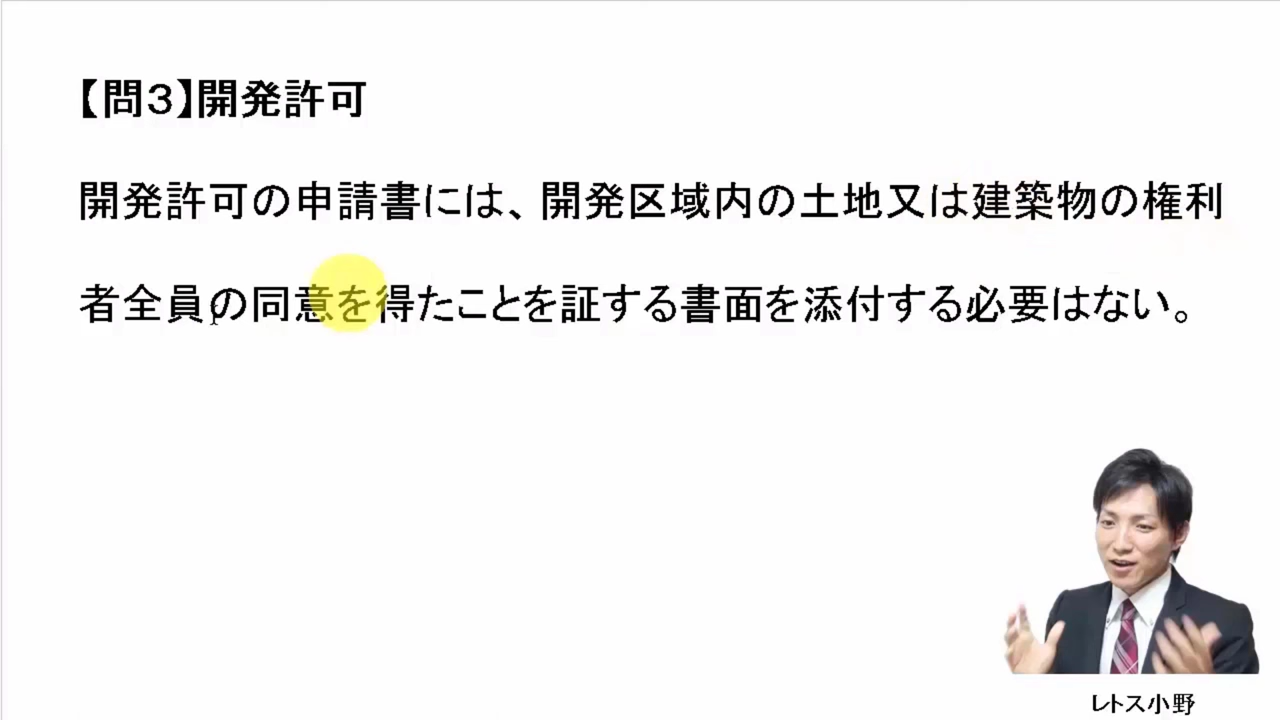 【問３】開発許可
開発許可の申請書には、開発区域内の土地又は建築物の権利
者全員の同意を得たことを証する書面を添付する必要はない。
レトス小野